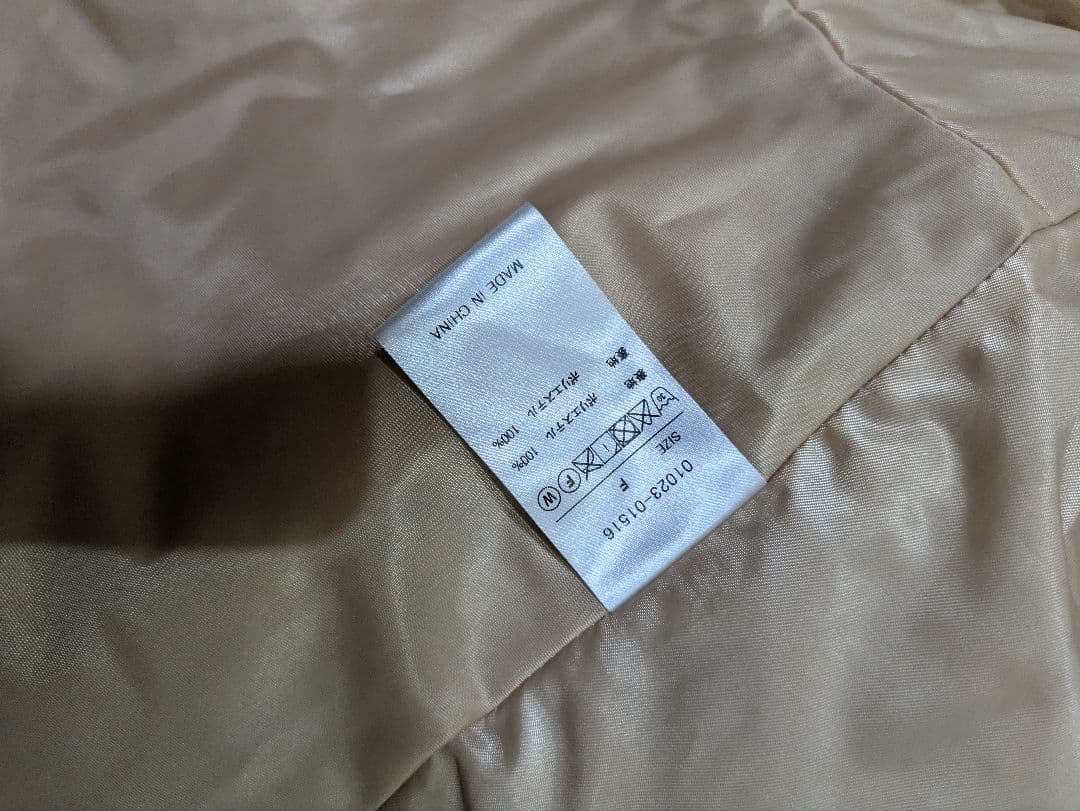 01023-01516
SIZE F
表地 ポリエステル 100%
裏地 ポリエステル 100%
MADE IN CHINA